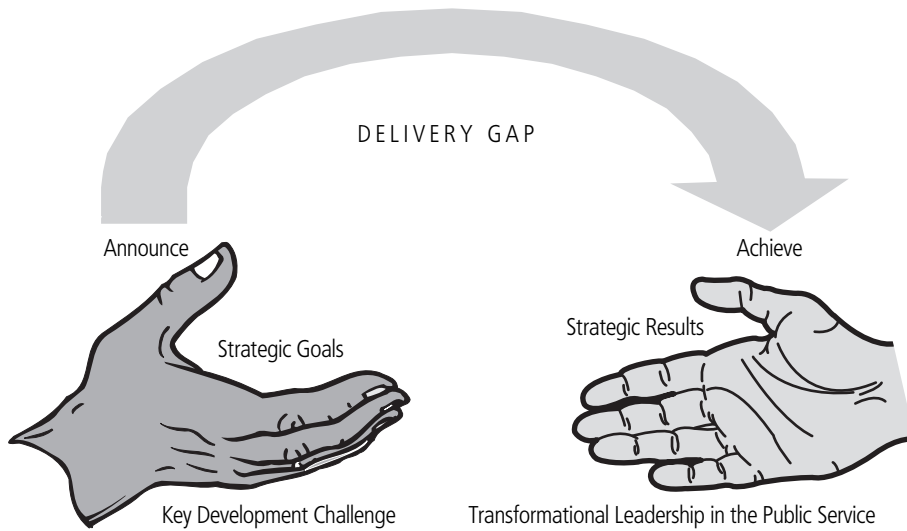 DELIVERY GAP
Announce
Achieve
Strategic Goals
Strategic Results
Key Development Challenge
Transformational Leadership in the Public Service